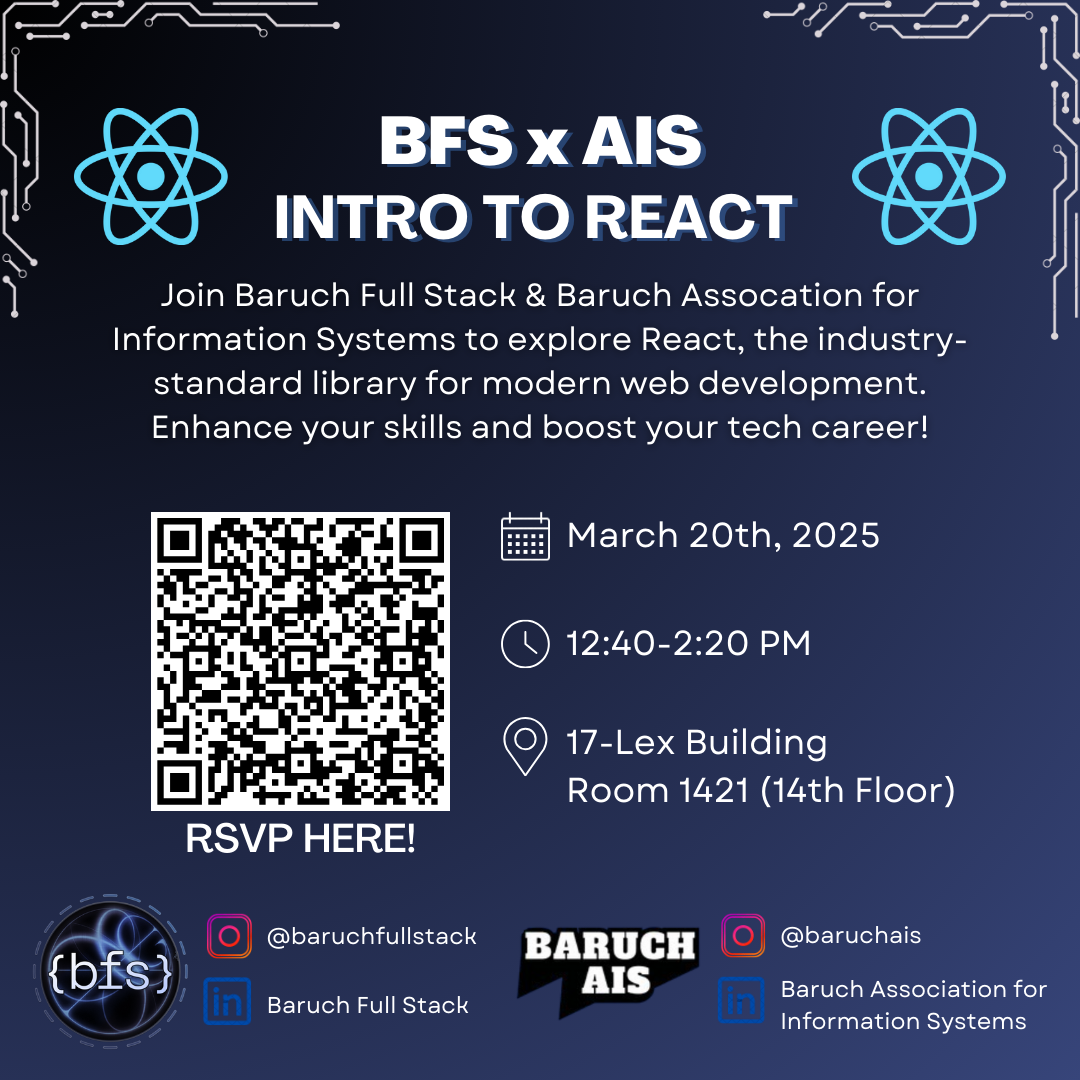 BFS x AIS
INTRO TO REACT
Join Baruch Full Stack & Baruch Assocation for
Information Systems to explore React, the industry-
standard library for modern web development.
Enhance your skills and boost your tech career!
March 20th, 2025
12:40-2:20 PM
17-Lex Building
Room 1421 (14th Floor)
RSVP HERE!
{bfs}
@baruchfullstack
in
Baruch Full Stack
BARUCH
AIS
@baruchais
in
Baruch Association for
Information Systems